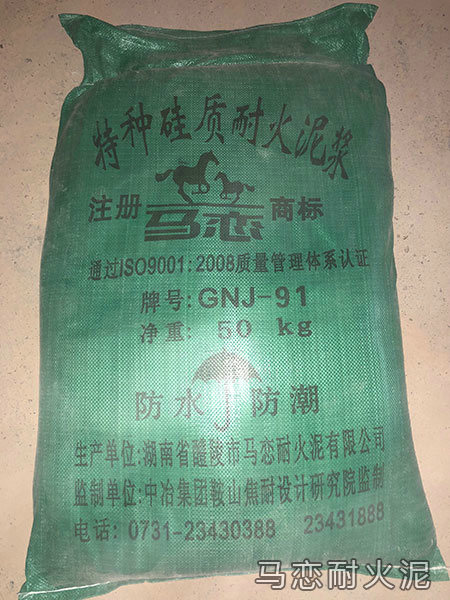 特种硅质耐火泥浆
注册 马恋 商标
通过ISO9001:2008质量管理体系认证
牌号:GNJ-91
净重: 50 kg
防水 防潮
生产单位:湖南省醴陵市马恋耐火泥有限公司
监制单位:中冶集团鞍山焦耐设计研究院监制
电话: 0731-23430388 23431888
马恋耐火泥